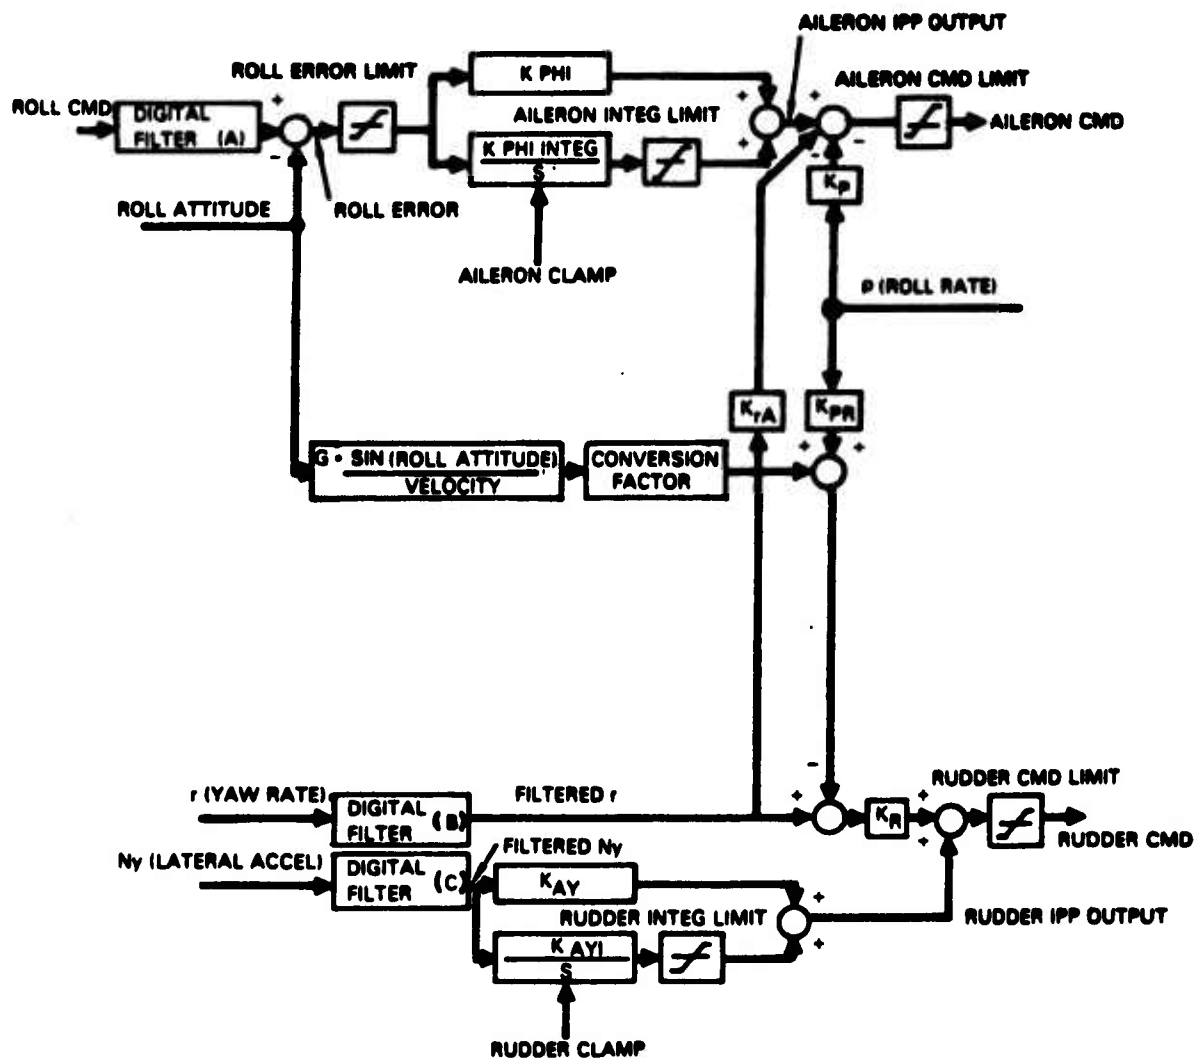 AILERON IPP OUTPUT
ROLL ERROR LIMIT
K PHI
AILERON CMD LIMIT
ROLL CMD
DIGITAL
FILTER (A)
+
-
AILERON INTEG LIMIT
+
+
+
-
-
AILERON CMD
K PHI INTEG
S
KP
ROLL ATTITUDE
ROLL ERROR
AILERON CLAMP
P (ROLL RATE)
KrA
KPR
G • SIN (ROLL ATTITUDE)
VELOCITY
CONVERSION
FACTOR
+
+
-
r (YAW RATE)
DIGITAL
FILTER (B)
FILTERED r
+
KR
+
+
RUDDER CMD LIMIT
RUDDER CMD
Ny (LATERAL ACCEL)
DIGITAL
FILTER (C)
FILTERED Ny
KAY
RUDDER INTEG LIMIT
+
+
RUDDER IPP OUTPUT
K AYI
S
RUDDER CLAMP